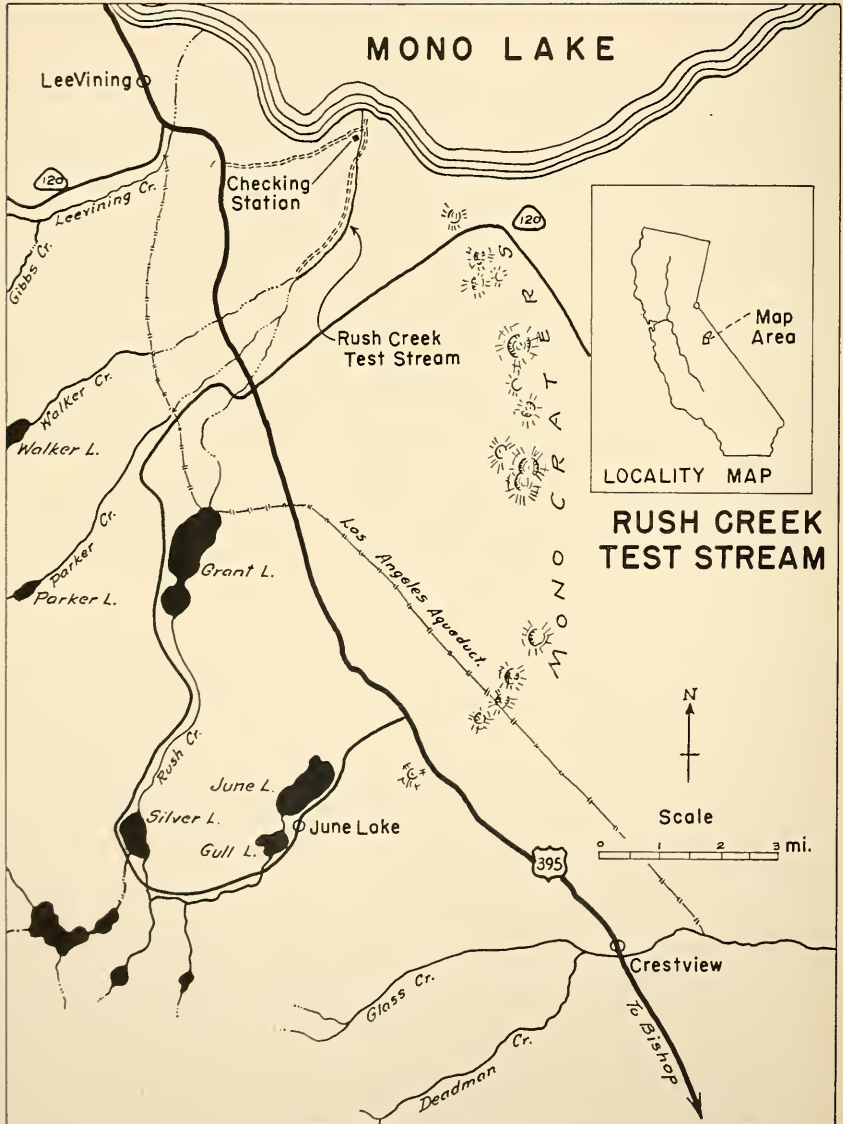 MONO LAKE
LeeVining
120
Leevining Cr.
Gibbs Cr.
Checking
Station
120
Rush Creek
Test Stream
MONO CRATERS
Map
Area
LOCALITY MAP
RUSH CREEK
TEST STREAM
Walker Cr.
Walker L.
Parker Cr.
Parker L.
Grant L.
Los Angeles Aqueduct.
Rush Cr.
June L.
Silver L.
June Lake
Gull L.
N
Scale
0 1 2 3 mi.
395
Crestview
Glass Cr.
Deadman Cr.
To Bishop